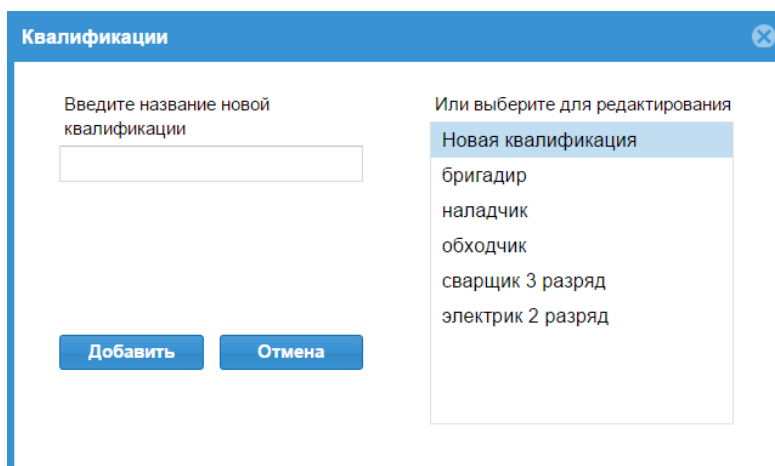 Квалификации
Введите название новой
квалификации
Добавить
Отмена
Или выберите для редактирования
Новая квалификация
бригадир
наладчик
обходчик
сварщик 3 разряд
электрик 2 разряд